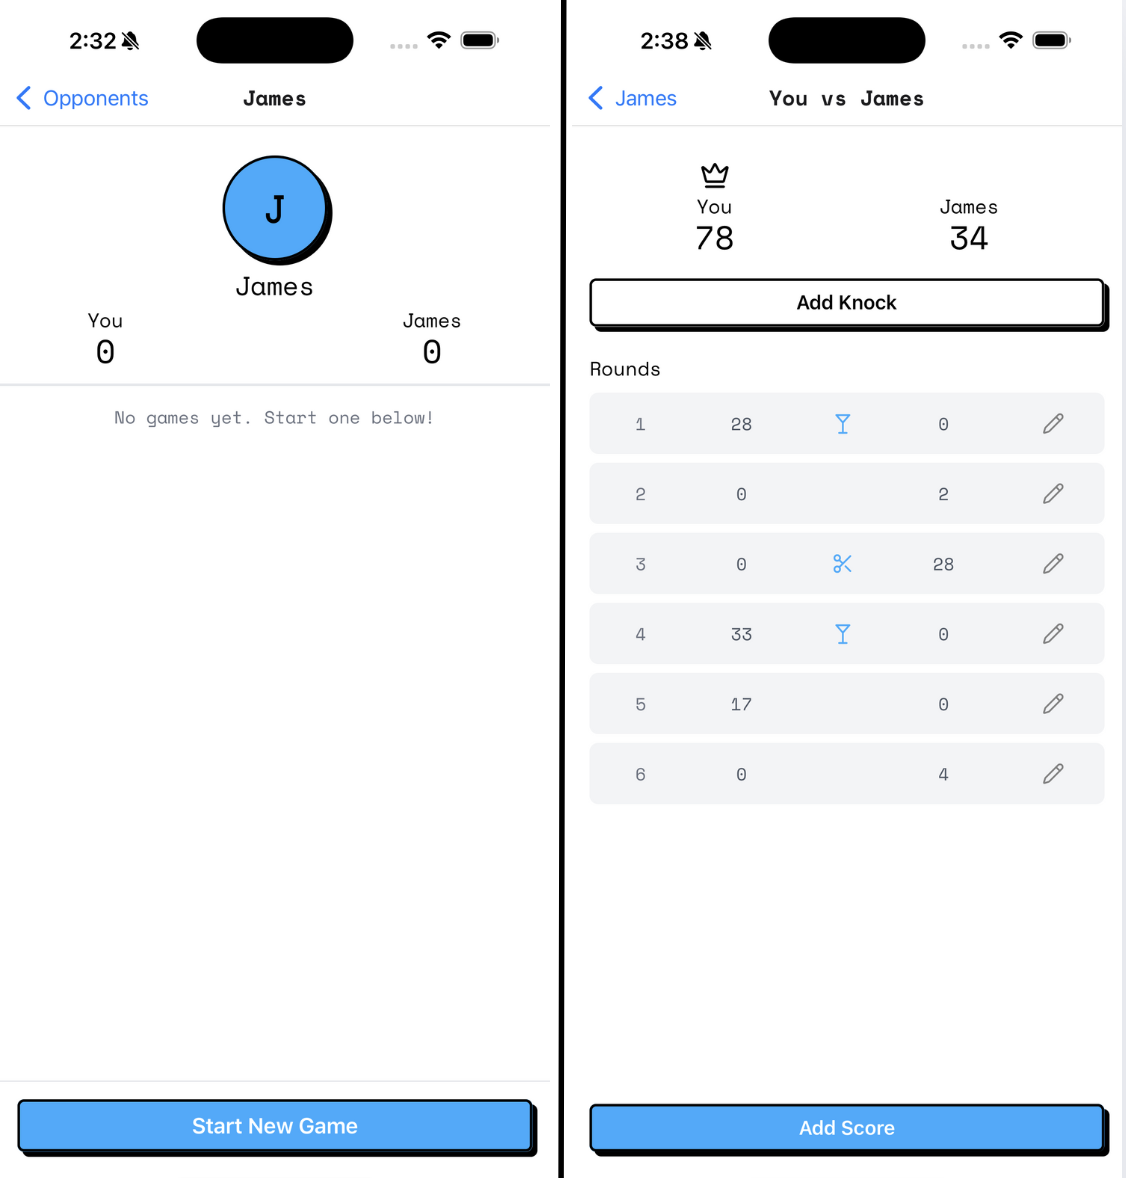 2:32
Opponents
James
J
James
You
James
0
0
No games yet. Start one below!
Start New Game
2:38
James
You vs James
You
James
78
34
Add Knock
Rounds
1 28 0
2 0 2
3 0 28
4 33 0
5 17 0
6 0 4
Add Score